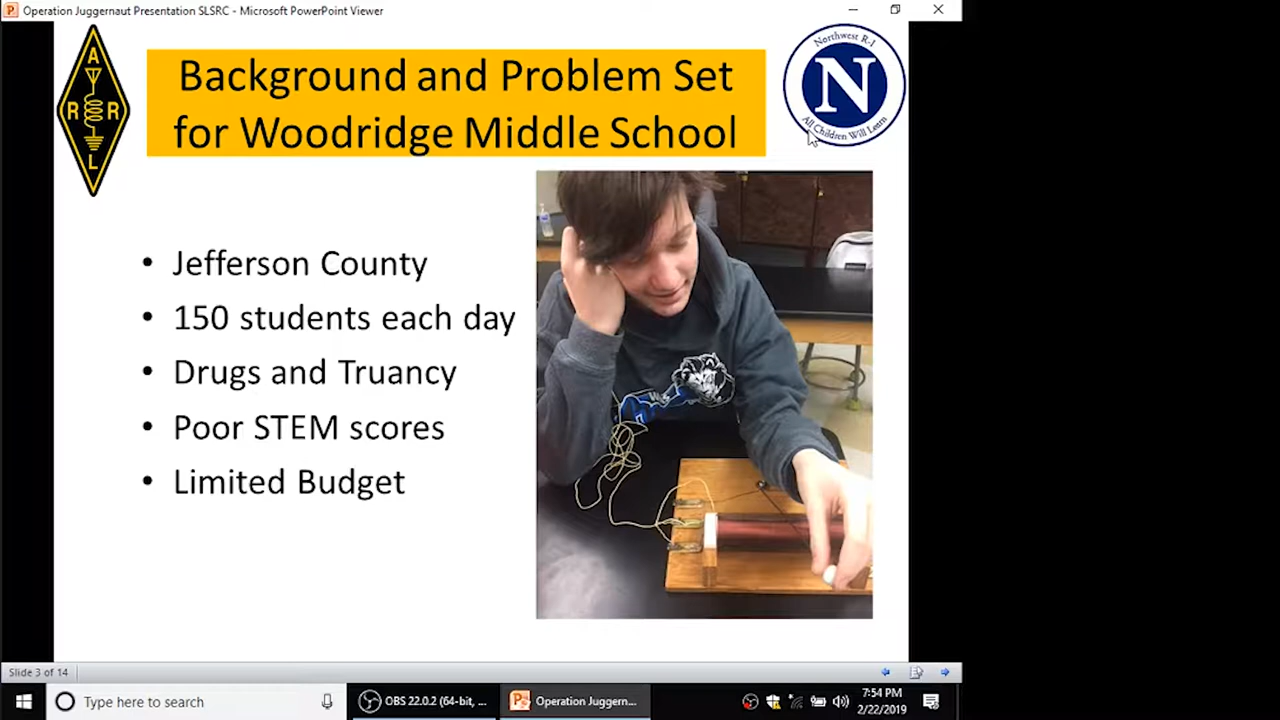 Operation Juggernaut Presentation SLSRC - Microsoft PowerPoint Viewer
A
R R
L
Background and Problem Set
for Woodridge Middle School
Northwest R-I
N
All Children Will Learn
• Jefferson County
• 150 students each day
• Drugs and Truancy
• Poor STEM scores
• Limited Budget
Slide 3 of 14
Type here to search
OBS 22.0.2 (64-bit, ...
Operation Juggern...
7:54 PM
2/22/2019